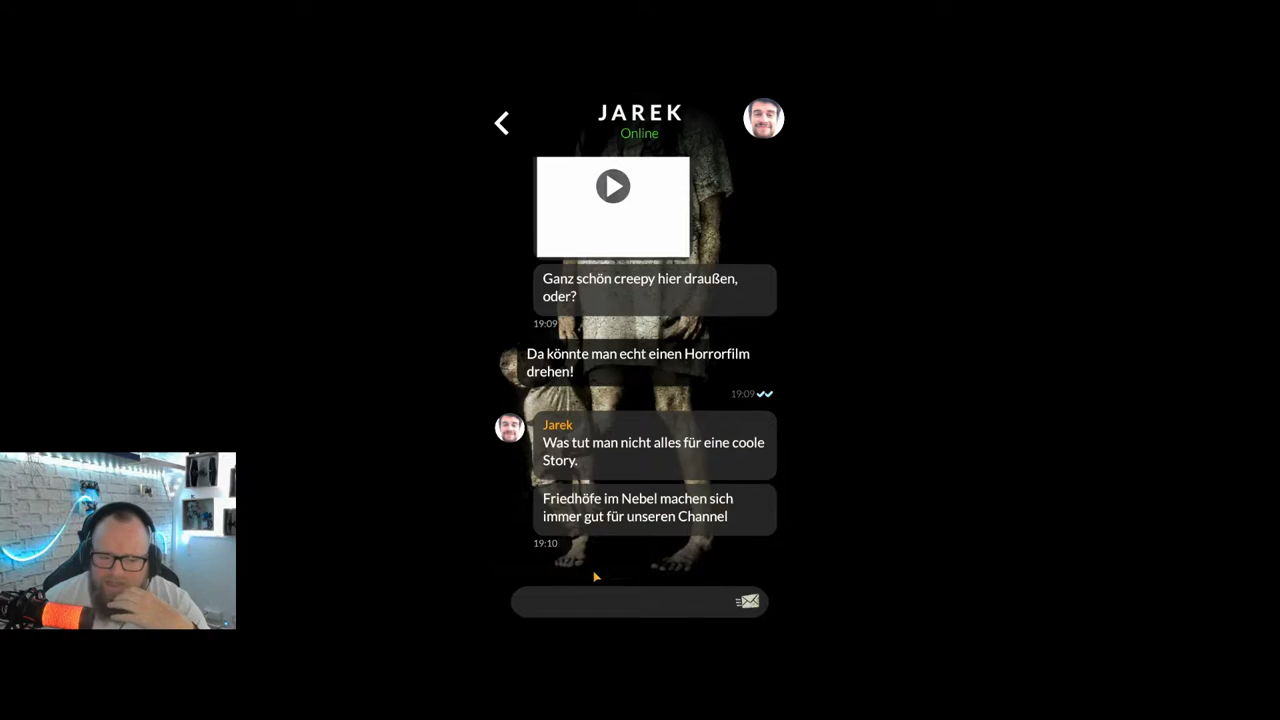 JAREK
Online
Ganz schön creepy hier draußen,
oder?
19:09
Da könnte man echt einen Horrorfilm
drehen!
19:09
Jarek
Was tut man nicht alles für eine coole
Story.
Friedhöfe im Nebel machen sich
immer gut für unseren Channel
19:10